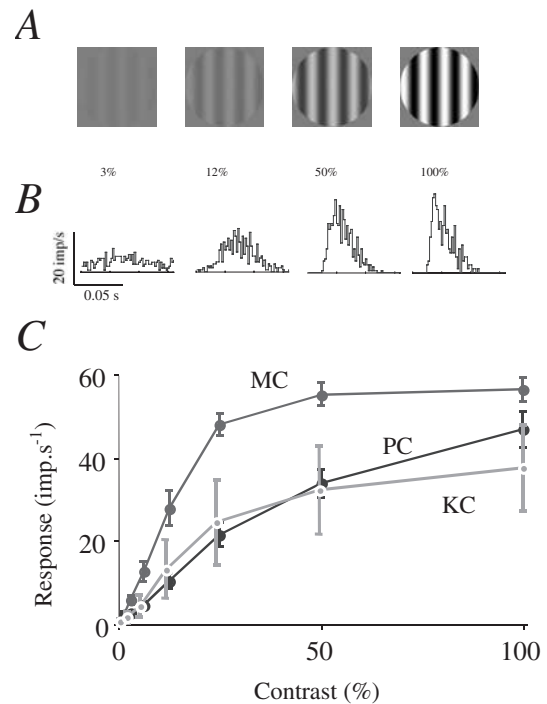 A
3% 12% 50% 100%
B
20 imp/s
0.05 s
C
60
MC
40
PC
20
KC
0
Response (imp.s⁻¹)
0 50 100
Contrast (%)